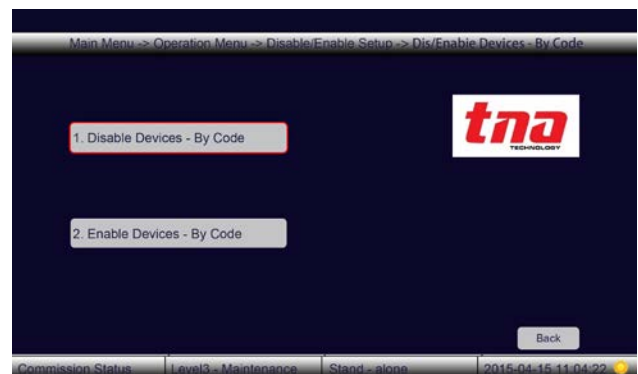 Main Menu -> Operation Menu -> Disable/Enable Setup -> Dis/Enabie Devices - By Code
tna
TECHNOLOGY
1. Disable Devices - By Code
2. Enable Devices - By Code
Back
Commission Status Level3 - Maintenance Stand - alone 2015-04-15 11:04:22